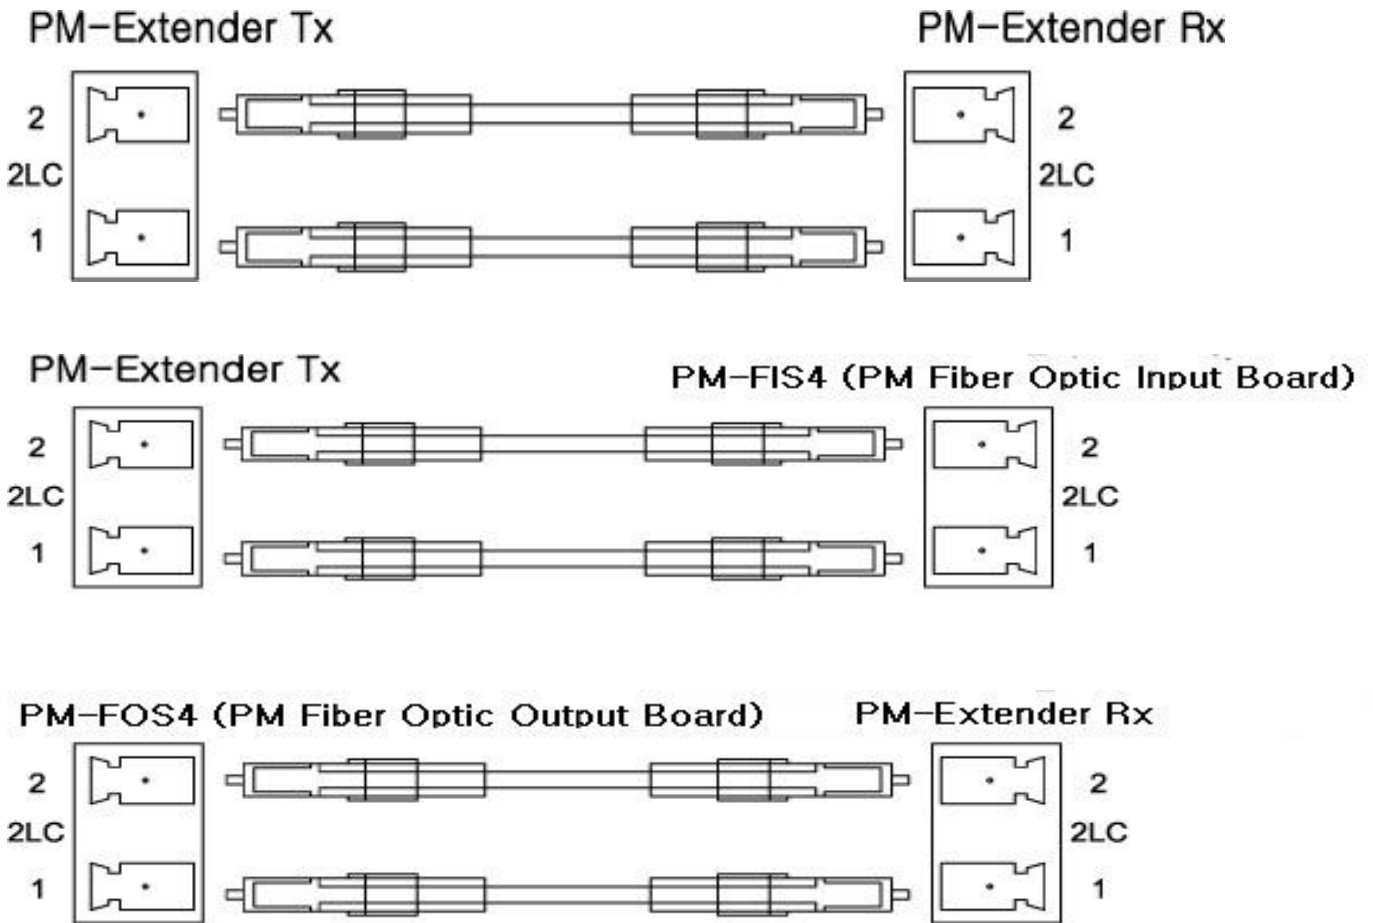 PM-Extender Tx
PM-Extender Rx
2
2
2LC
2LC
1
1
PM-Extender Tx
PM-FIS4 (PM Fiber Optic Input Board)
2
2
2LC
2LC
1
1
PM-FOS4 (PM Fiber Optic Output Board)
PM-Extender Rx
2
2
2LC
2LC
1
1